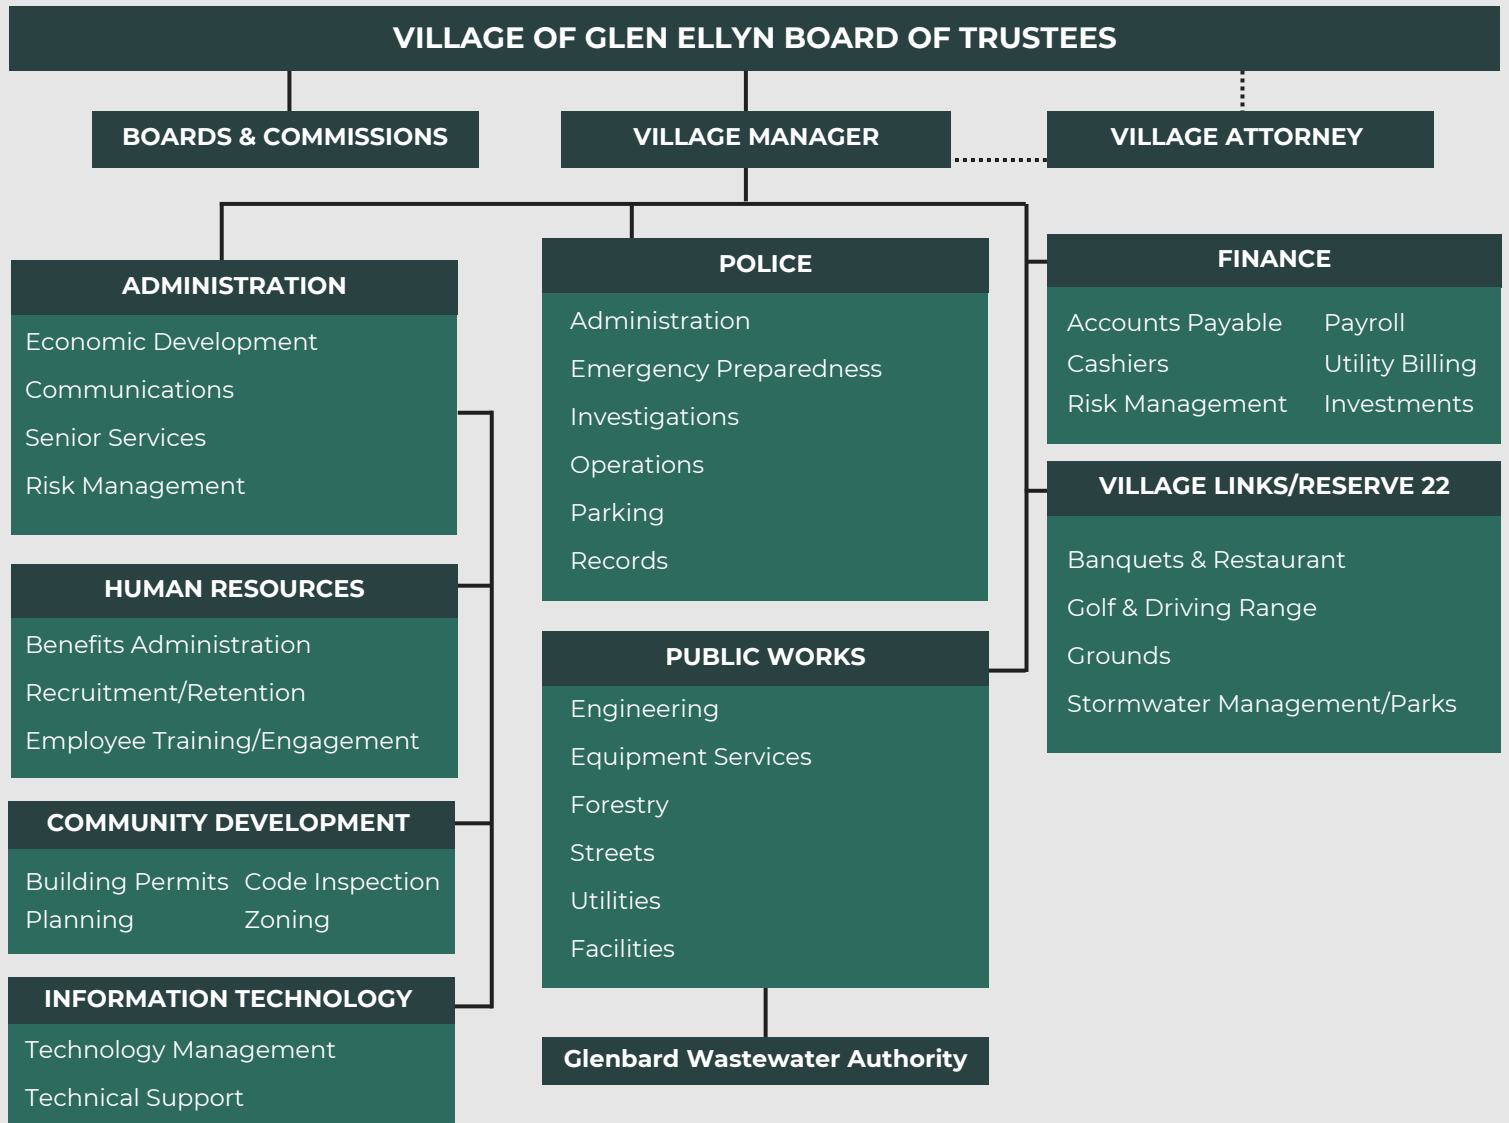 VILLAGE OF GLEN ELLYN BOARD OF TRUSTEES
BOARDS & COMMISSIONS
VILLAGE MANAGER
VILLAGE ATTORNEY
ADMINISTRATION
Economic Development
Communications
Senior Services
Risk Management
HUMAN RESOURCES
Benefits Administration
Recruitment/Retention
Employee Training/Engagement
COMMUNITY DEVELOPMENT
Building Permits Code Inspection
Planning Zoning
INFORMATION TECHNOLOGY
Technology Management
Technical Support
POLICE
Administration
Emergency Preparedness
Investigations
Operations
Parking
Records
PUBLIC WORKS
Engineering
Equipment Services
Forestry
Streets
Utilities
Facilities
Glenbard Wastewater Authority
FINANCE
Accounts Payable Payroll
Cashiers Utility Billing
Risk Management Investments
VILLAGE LINKS/RESERVE 22
Banquets & Restaurant
Golf & Driving Range
Grounds
Stormwater Management/Parks